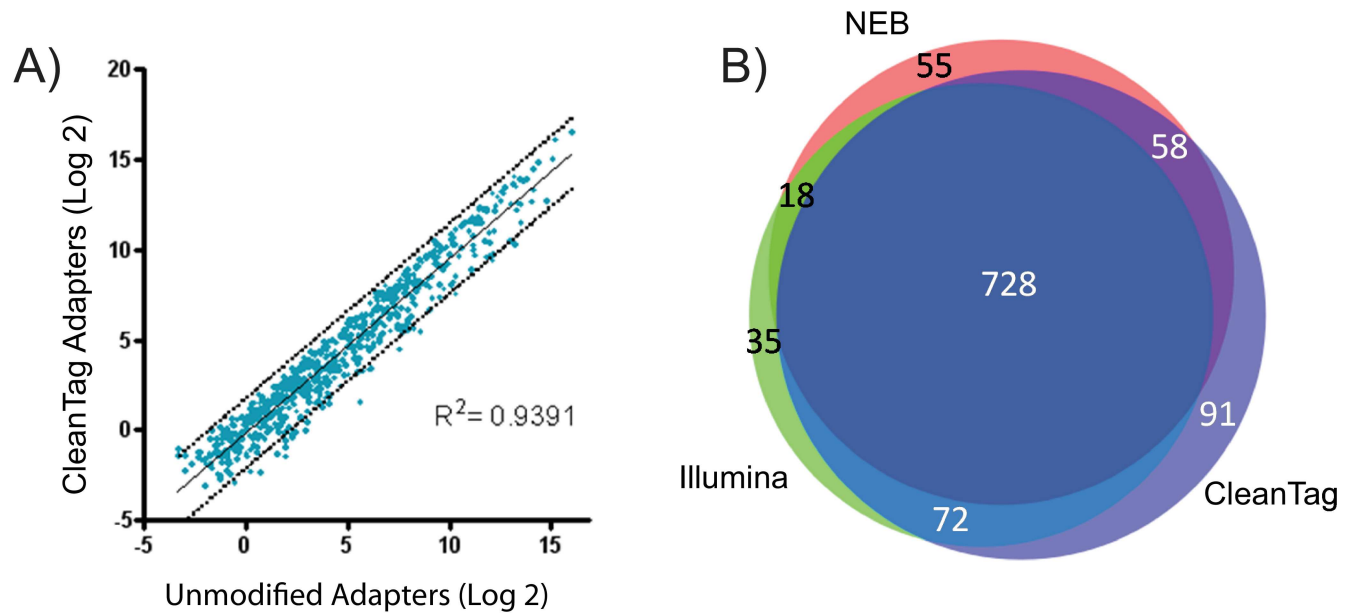 A)
20
15
10
5
0
-5
-5
0
5
10
15
CleanTag Adapters (Log 2)
Unmodified Adapters (Log 2)
R²= 0.9391
B)
NEB
55
58
18
728
35
91
Illumina
CleanTag
72